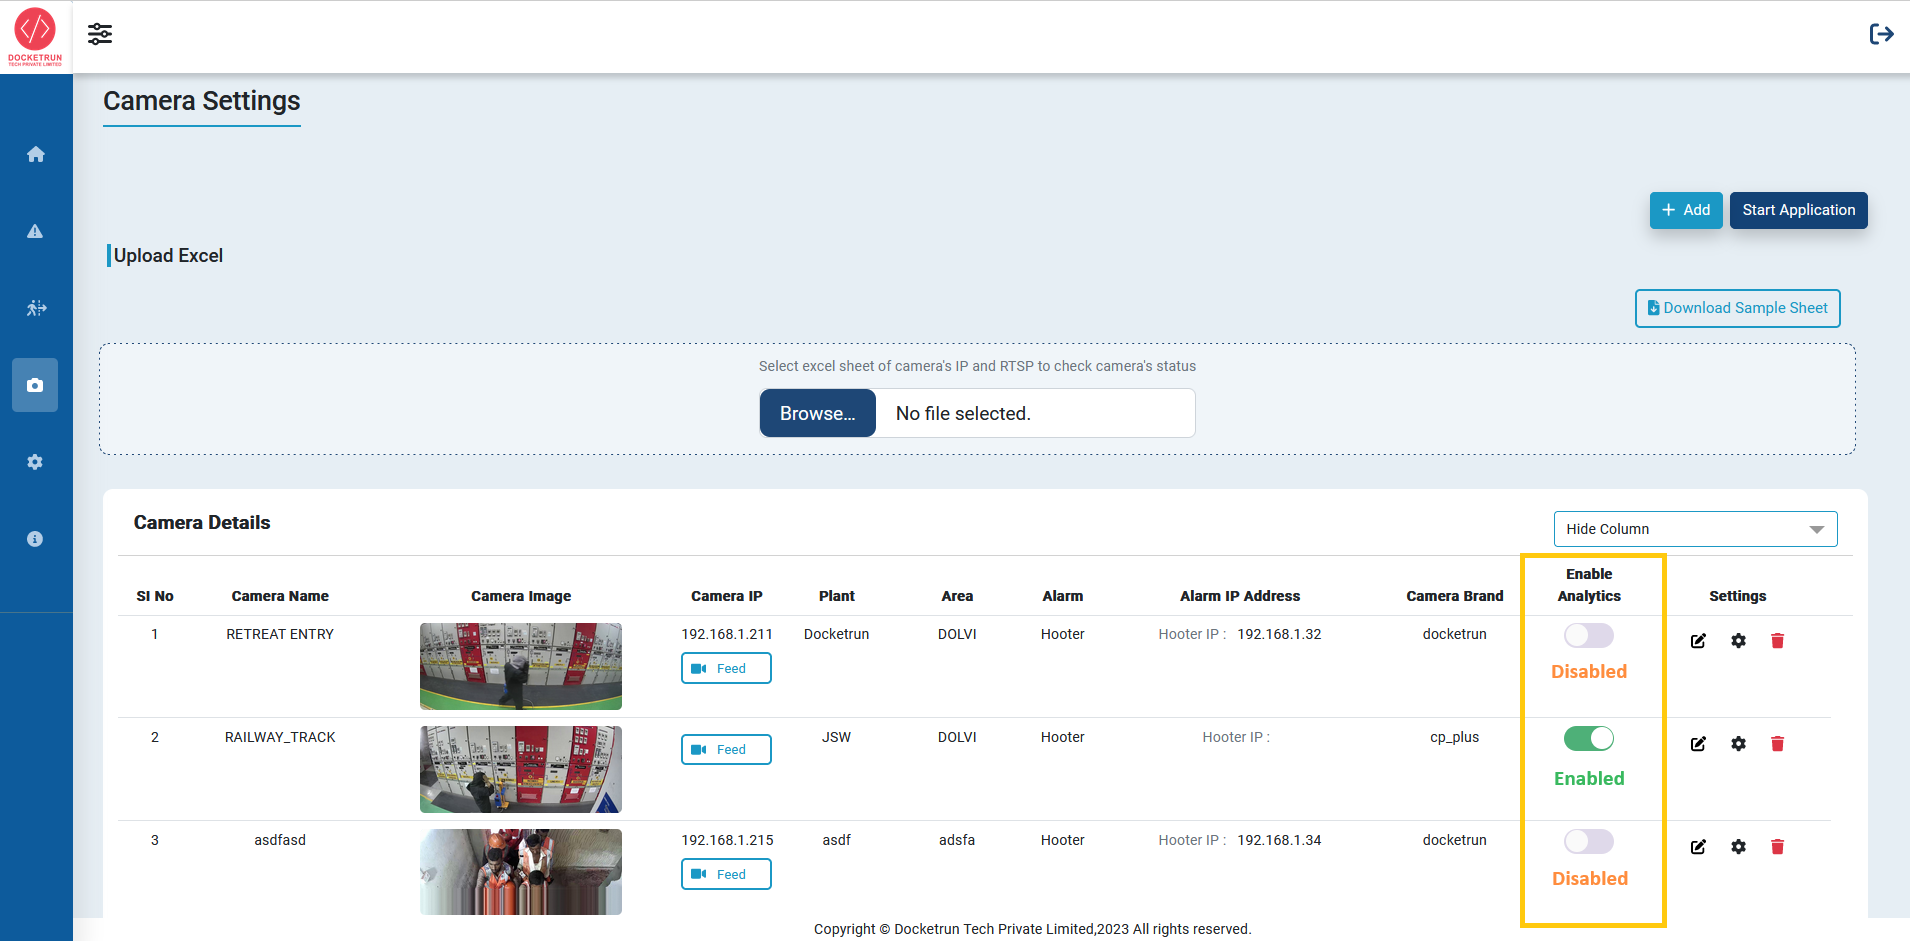 DOCKETRUN
TECH PRIVATE LIMITED
Camera Settings
+ Add
Start Application
Upload Excel
Download Sample Sheet
Select excel sheet of camera's IP and RTSP to check camera's status
Browse... No file selected.
Camera Details
Hide Column
SI No Camera Name Camera Image Camera IP Plant Area Alarm Alarm IP Address Camera Brand Enable Analytics Settings
1 RETREAT ENTRY 192.168.1.211 Docketrun DOLVI Hooter Hooter IP : 192.168.1.32 docketrun
Feed
Disabled
2 RAILWAY_TRACK JSW DOLVI Hooter Hooter IP : cp_plus
Feed
Enabled
3 asdfasd 192.168.1.215 asdf adsfa Hooter Hooter IP : 192.168.1.34 docketrun
Feed
Disabled
Copyright © Docketrun Tech Private Limited,2023 All rights reserved.